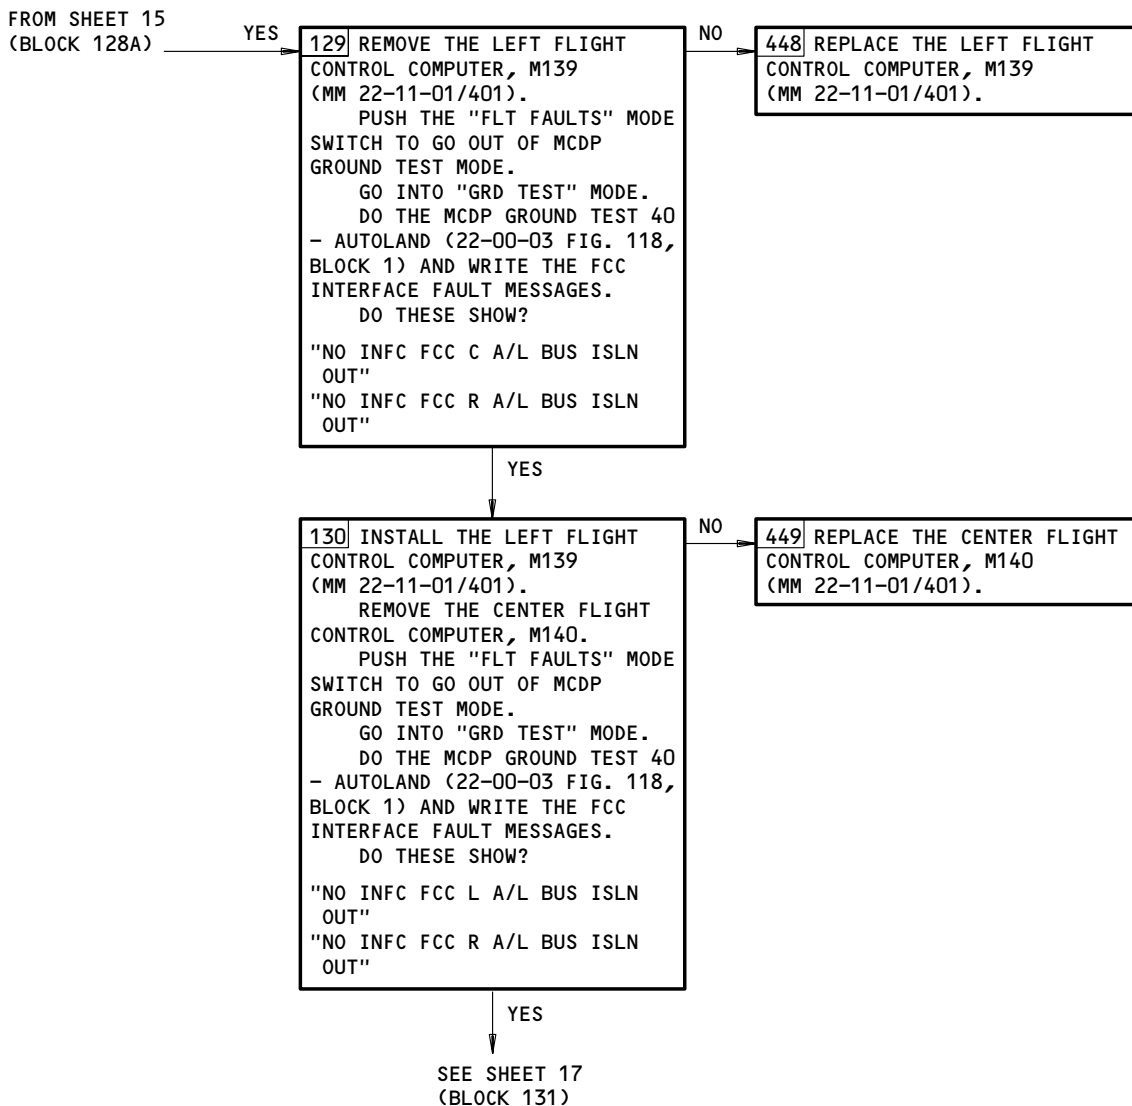 FROM SHEET 15
(BLOCK 128A)
YES
129 REMOVE THE LEFT FLIGHT
CONTROL COMPUTER, M139
(MM 22-11-01/401).
PUSH THE "FLT FAULTS" MODE
SWITCH TO GO OUT OF MCDP
GROUND TEST MODE.
GO INTO "GRD TEST" MODE.
DO THE MCDP GROUND TEST 40
- AUTOLAND (22-00-03 FIG. 118,
BLOCK 1) AND WRITE THE FCC
INTERFACE FAULT MESSAGES.
DO THESE SHOW?
"NO INFC FCC C A/L BUS ISLN
OUT"
"NO INFC FCC R A/L BUS ISLN
OUT"
NO
448 REPLACE THE LEFT FLIGHT
CONTROL COMPUTER, M139
(MM 22-11-01/401).
YES
130 INSTALL THE LEFT FLIGHT
CONTROL COMPUTER, M139
(MM 22-11-01/401).
REMOVE THE CENTER FLIGHT
CONTROL COMPUTER, M140.
PUSH THE "FLT FAULTS" MODE
SWITCH TO GO OUT OF MCDP
GROUND TEST MODE.
GO INTO "GRD TEST" MODE.
DO THE MCDP GROUND TEST 40
- AUTOLAND (22-00-03 FIG. 118,
BLOCK 1) AND WRITE THE FCC
INTERFACE FAULT MESSAGES.
DO THESE SHOW?
"NO INFC FCC L A/L BUS ISLN
OUT"
"NO INFC FCC R A/L BUS ISLN
OUT"
NO
449 REPLACE THE CENTER FLIGHT
CONTROL COMPUTER, M140
(MM 22-11-01/401).
YES
SEE SHEET 17
(BLOCK 131)